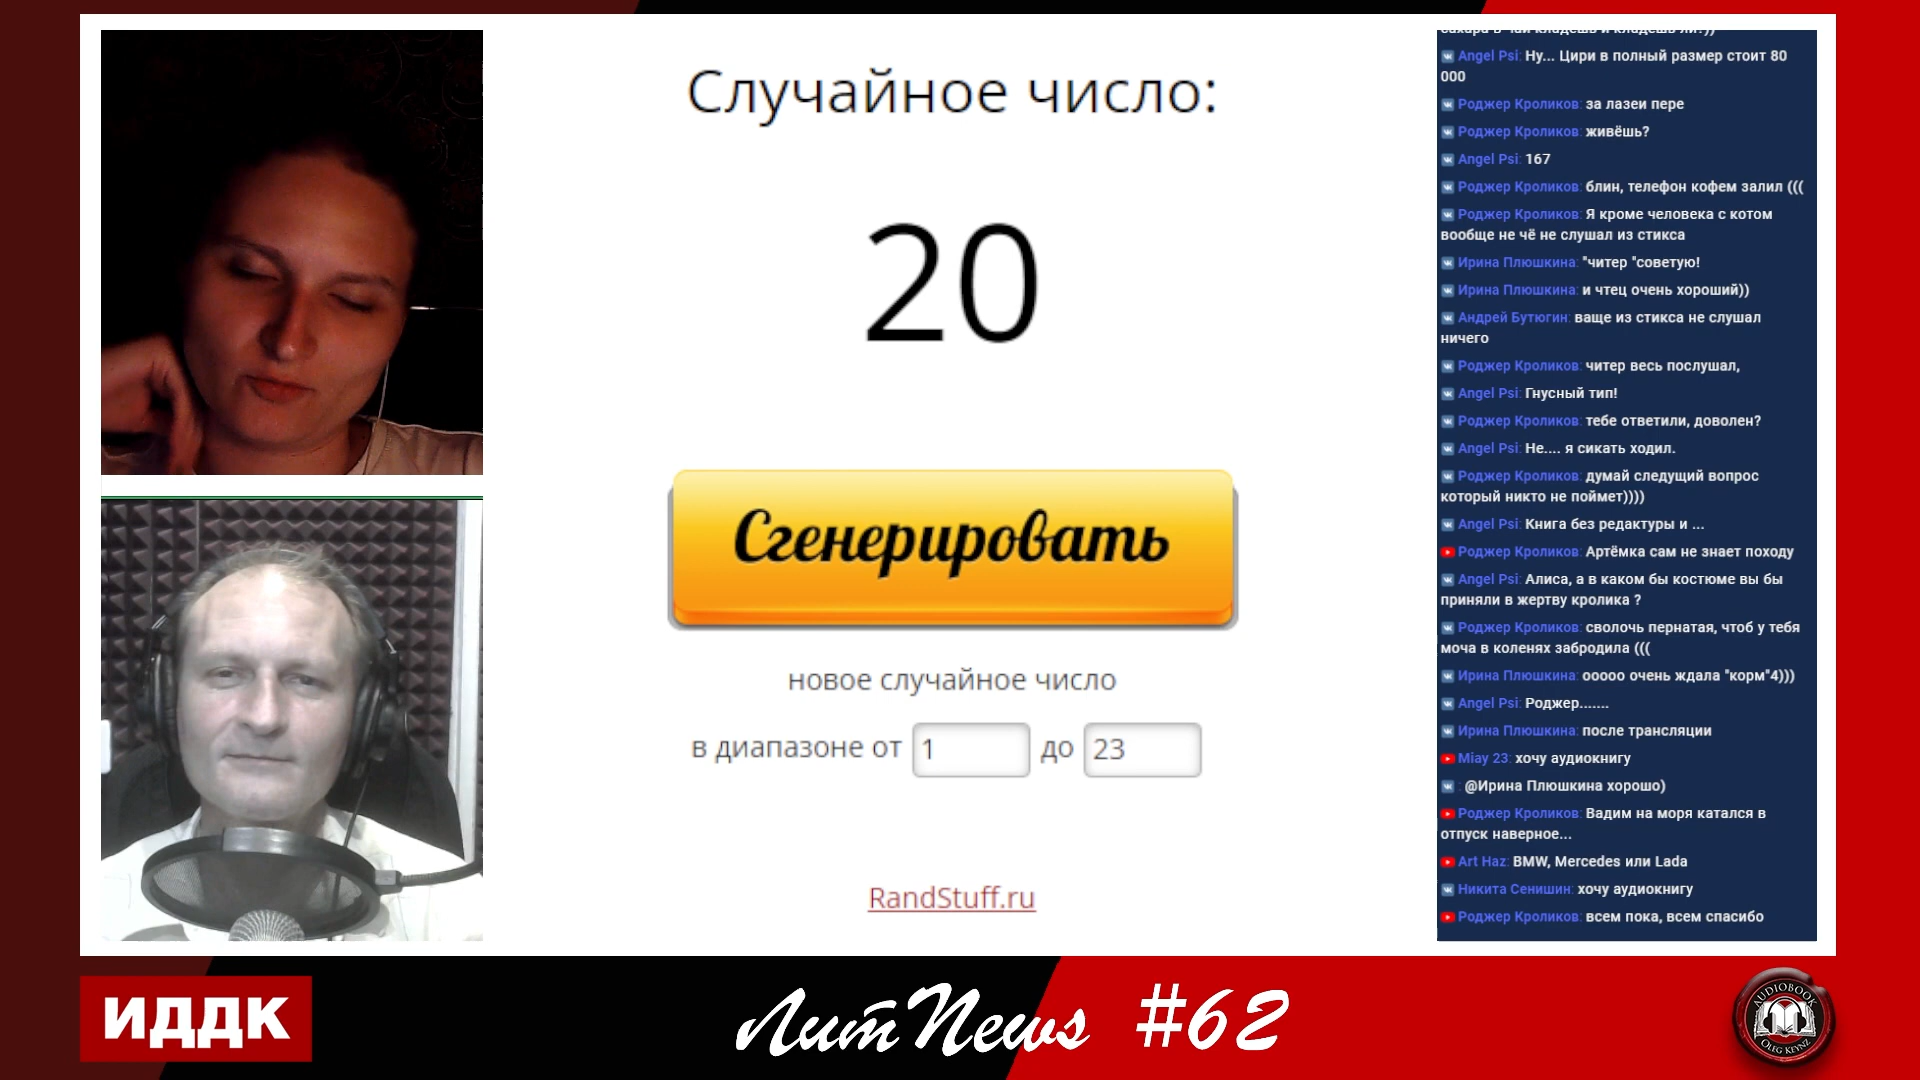 Случайное число:
20
Сгенерировать
новое случайное число
в диапазоне от 1 до 23
RandStuff.ru
сахара в чай кладёшь и кладёшь ли?))
Angel Psi: Ну... Цири в полный размер стоит 80
000
Роджер Кроликов: за лазеи пере
Роджер Кроликов: живёшь?
Angel Psi: 167
Роджер Кроликов: блин, телефон кофем залил (((
Роджер Кроликов: Я кроме человека с котом
вообще не чё не слушал из стикса
Ирина Плюшкина: "читер "советую!
Ирина Плюшкина: и чтец очень хороший))
Андрей Бутюгин: ваще из стикса не слушал
ничего
Роджер Кроликов: читер весь послушал,
Angel Psi: Гнусный тип!
Роджер Кроликов: тебе ответили, доволен?
Angel Psi: Не.... я сикать ходил.
Роджер Кроликов: думай следущий вопрос
который никто не поймет))))
Angel Psi: Книга без редактуры и ...
Роджер Кроликов: Артёмка сам не знает походу
Angel Psi: Алиса, а в каком бы костюме вы бы
приняли в жертву кролика ?
Роджер Кроликов: сволочь пернатая, чтоб у тебя
моча в коленях забродила (((
Ирина Плюшкина: ооооо очень ждала "корм"4)))
Angel Psi: Роджер.......
Ирина Плюшкина: после трансляции
Miay 23: хочу аудиокнигу
: @Ирина Плюшкина хорошо)
Роджер Кроликов: Вадим на моря катался в
отпуск наверное...
Art Haz: BMW, Mercedes или Lada
Никита Сенишин: хочу аудиокнигу
Роджер Кроликов: всем пока, всем спасибо
ИДДК
ЛитNews #62
AUDIOBOOK
OLEG KEYNZ